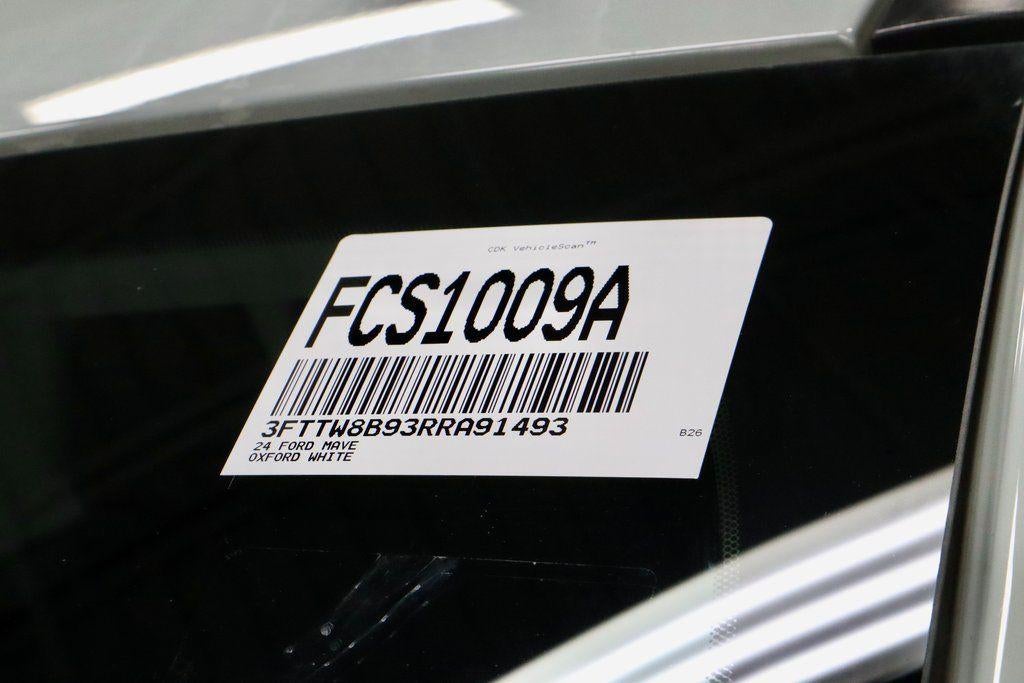 CDK VehicleScan™
FCS1009A
3FTTW8B93RRA91493
24 FORD MAVE
OXFORD WHITE
B26